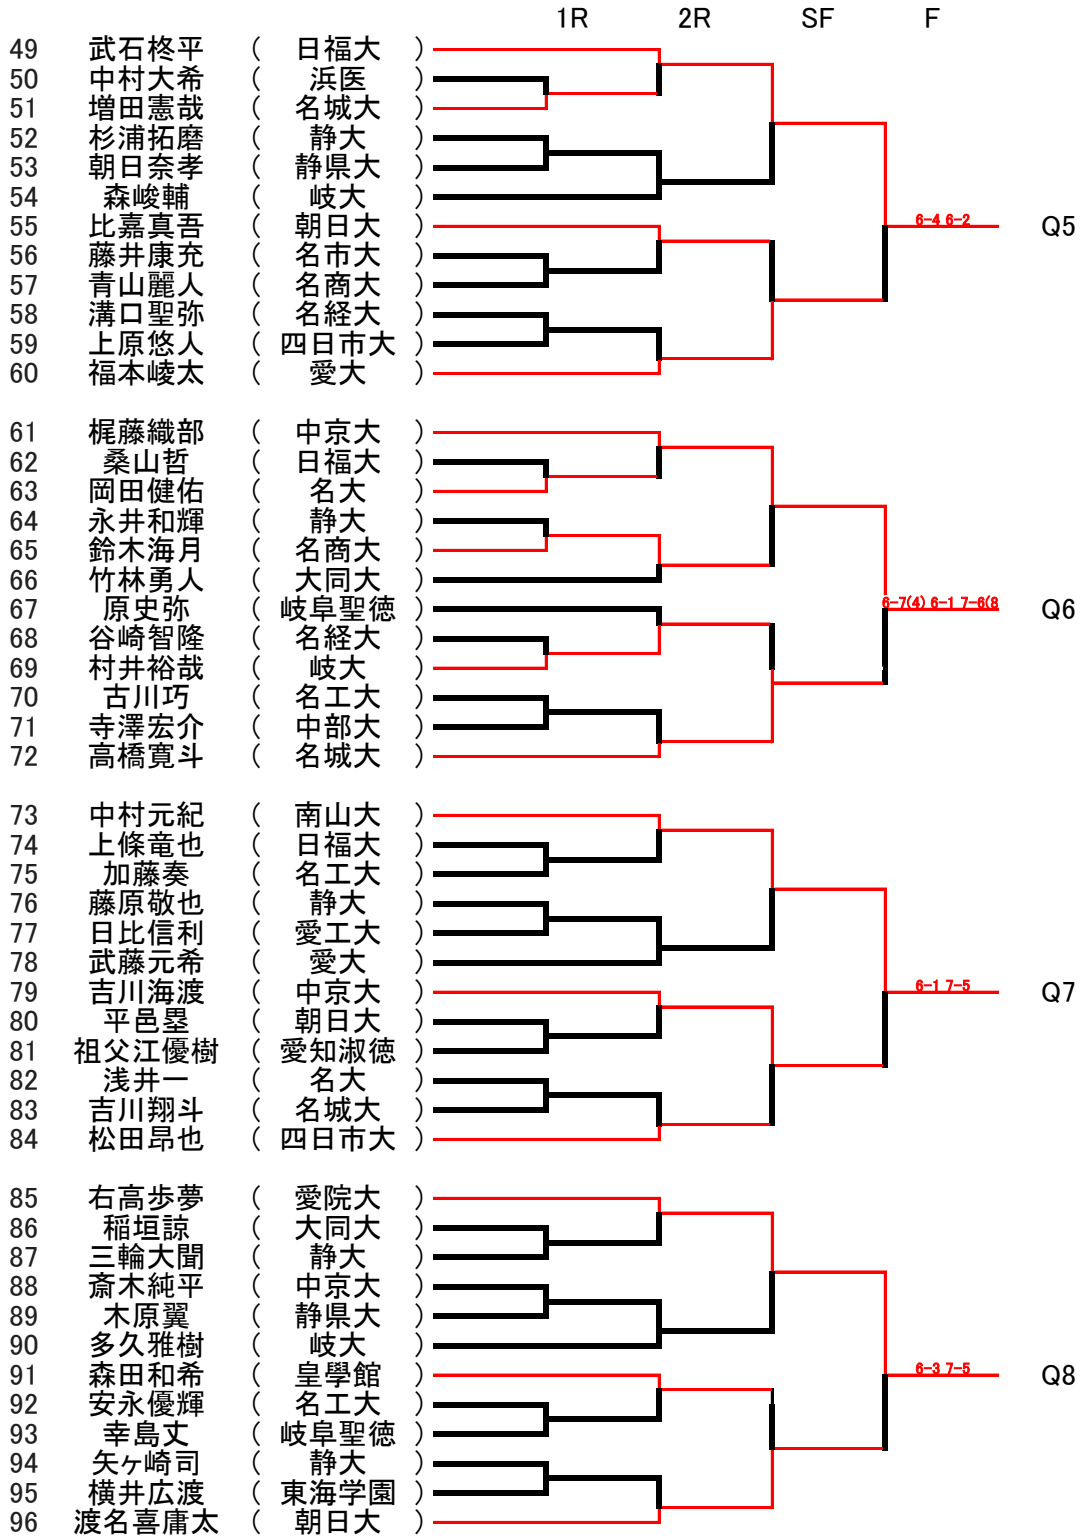 1R 2R SF F
49 武石柊平 ( 日福大 )
50 中村大希 ( 浜医 )
51 増田憲哉 ( 名城大 )
52 杉浦拓磨 ( 静大 )
53 朝日奈孝 ( 静県大 )
54 森峻輔 ( 岐大 )
55 比嘉真吾 ( 朝日大 )
6-4 6-2 Q5
56 藤井康充 ( 名市大 )
57 青山麗人 ( 名商大 )
58 溝口聖弥 ( 名経大 )
59 上原悠人 ( 四日市大 )
60 福本崚太 ( 愛大 )
61 梶藤織部 ( 中京大 )
62 桑山哲 ( 日福大 )
63 岡田健佑 ( 名大 )
64 永井和輝 ( 静大 )
65 鈴木海月 ( 名商大 )
66 竹林勇人 ( 大同大 )
67 原史弥 ( 岐阜聖徳 )
6-7(4) 6-1 7-6(8 Q6
68 谷崎智隆 ( 名経大 )
69 村井裕哉 ( 岐大 )
70 古川巧 ( 名工大 )
71 寺澤宏介 ( 中部大 )
72 高橋寛斗 ( 名城大 )
73 中村元紀 ( 南山大 )
74 上條竜也 ( 日福大 )
75 加藤奏 ( 名工大 )
76 藤原敬也 ( 静大 )
77 日比信利 ( 愛工大 )
78 武藤元希 ( 愛大 )
79 吉川海渡 ( 中京大 )
6-1 7-5 Q7
80 平邑塁 ( 朝日大 )
81 祖父江優樹 ( 愛知淑徳 )
82 浅井一 ( 名大 )
83 吉川翔斗 ( 名城大 )
84 松田昂也 ( 四日市大 )
85 右高歩夢 ( 愛院大 )
86 稲垣諒 ( 大同大 )
87 三輪大聞 ( 静大 )
88 斎木純平 ( 中京大 )
89 木原翼 ( 静県大 )
90 多久雅樹 ( 岐大 )
91 森田和希 ( 皇學館 )
6-3 7-5 Q8
92 安永優輝 ( 名工大 )
93 幸島丈 ( 岐阜聖徳 )
94 矢ヶ崎司 ( 静大 )
95 横井広渡 ( 東海学園 )
96 渡名喜庸太 ( 朝日大 )